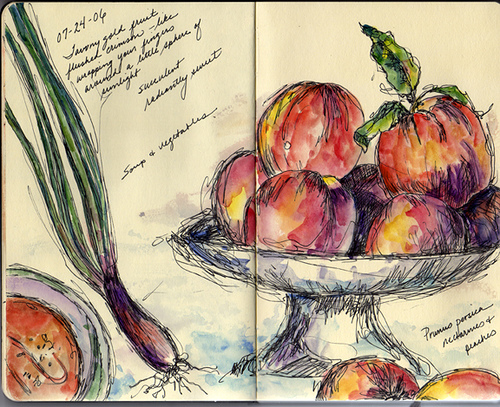 07-24-06
Tawny gold fruit
flushed crimson - like
wrapping your fingers
around a little sphere of
sunlight
succulent
radiantly sweet
Soup & vegetables.
Prunus persica
nectarines &
peaches